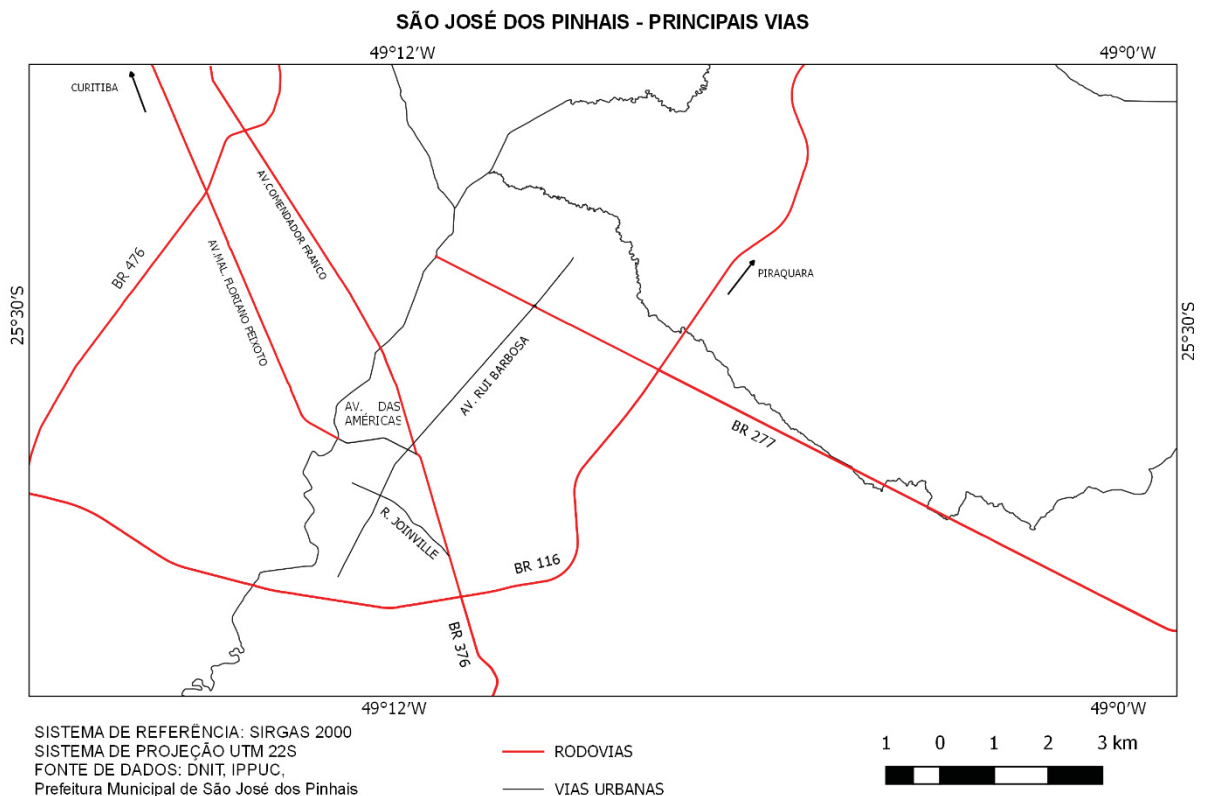 SÃO JOSÉ DOS PINHAIS - PRINCIPAIS VIAS
49°12'W
49°0'W
CURITIBA
AV.COMENDADOR FRANCO
BR 476
AV.MAL. FLORIANO PEIXOTO
PIRAQUARA
25°30'S
25°30'S
AV. RUI BARBOSA
AV. DAS
AMÉRICAS
BR 277
R. JOINVILLE
BR 116
BR 376
49°12'W
49°0'W
SISTEMA DE REFERÊNCIA: SIRGAS 2000
SISTEMA DE PROJEÇÃO UTM 22S
FONTE DE DADOS: DNIT, IPPUC,
Prefeitura Municipal de São José dos Pinhais
RODOVIAS
VIAS URBANAS
1 0 1 2 3 km